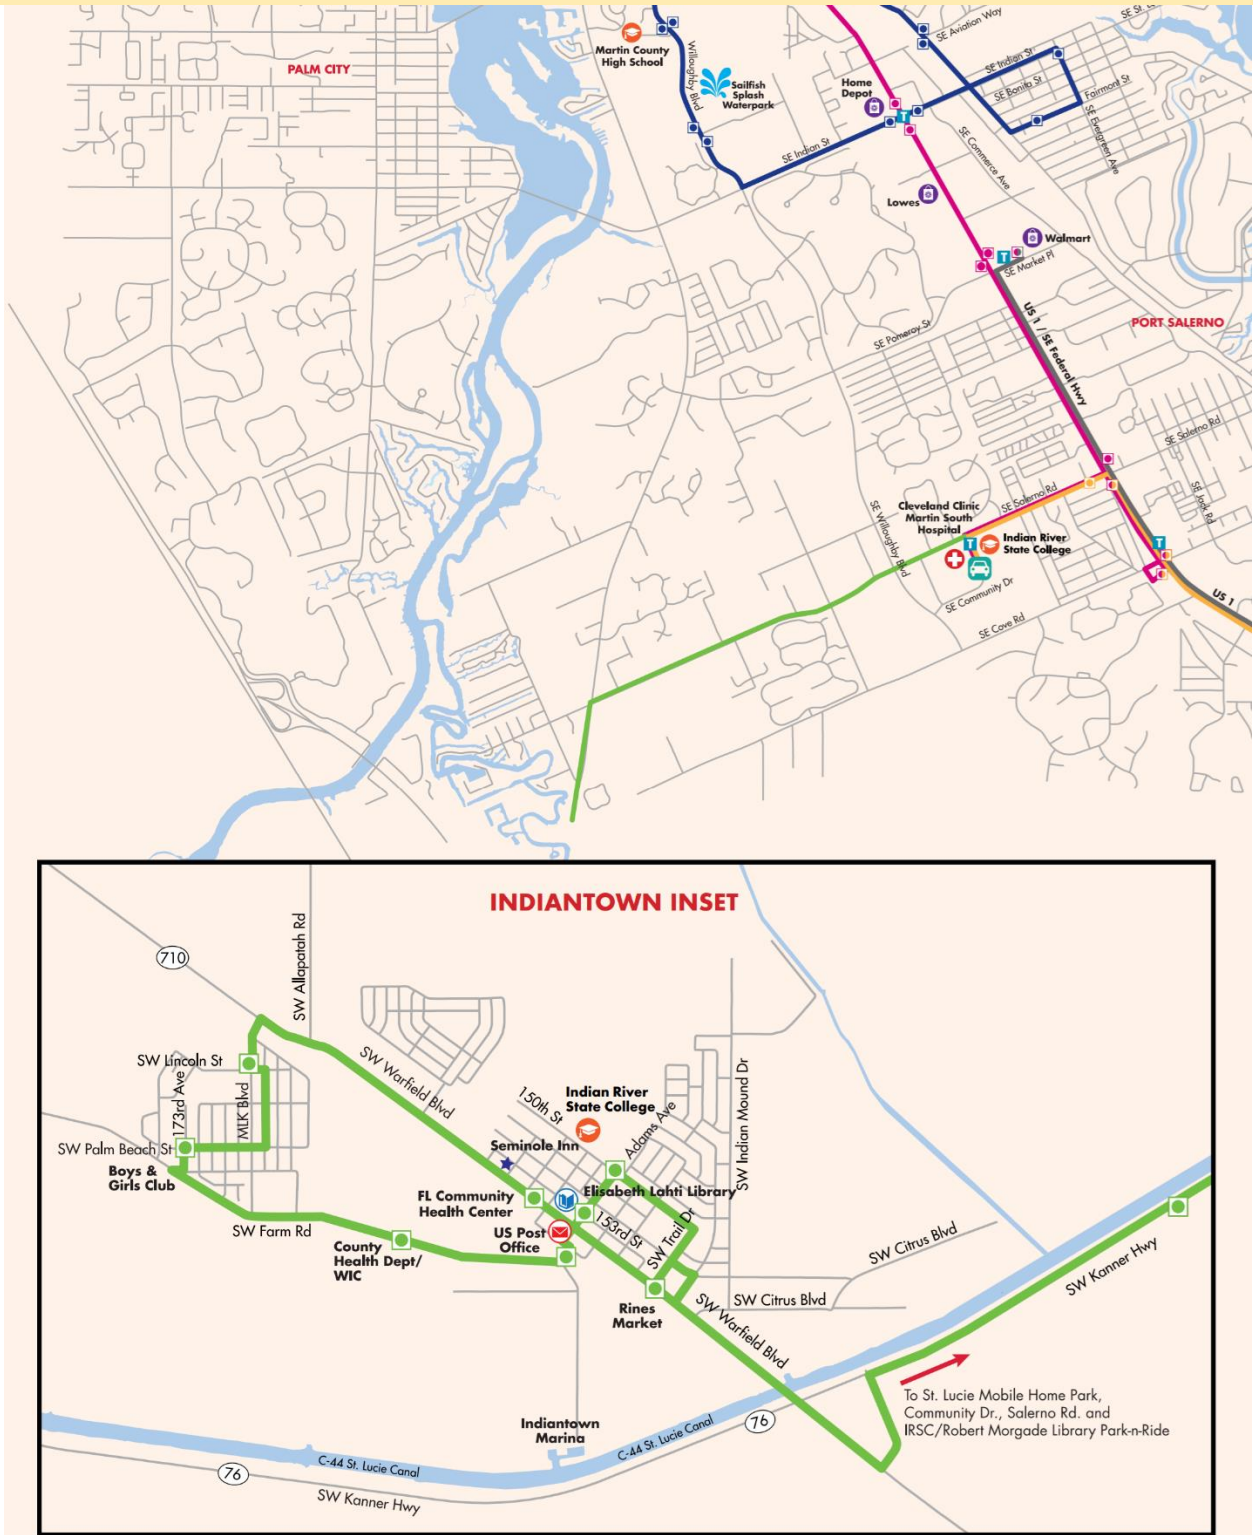 SE St. L
SE Aviation Way
Martin County
High School
Willoughby Blvd
PALM CITY
Sailfish
Splash
Waterpark
Home
Depot
SE Indian St
SE Bonita St
Fairmont St
SE Evergreen Ave
SE Indian St
SE Commerce Ave
T
Lowes
Walmart
T
SE Market Pl
US 1 / SE Federal Hwy
PORT SALERNO
SE Pomeroy St
SE Salerno Rd
SE Jack Rd
SE Salerno Rd
Cleveland Clinic
Martin South
Hospital
T
Indian River
State College
T
SE Willoughby Blvd
SE Community Dr
SE Cove Rd
US 1
INDIANTOWN INSET
710
SW Allapatah Rd
SW Lincoln St
173rd Ave
MLK Blvd
SW Palm Beach St
Boys &
Girls Club
SW Warfield Blvd
150th St
Indian River
State College
Adams Ave
SW Indian Mound Dr
Seminole Inn
FL Community
Health Center
Elisabeth Lahti Library
US Post
Office
153rd St
SW Trail Dr
SW Farm Rd
County
Health Dept/
WIC
Rines
Market
SW Citrus Blvd
SW Citrus Blvd
SW Warfield Blvd
SW Kanner Hwy
To St. Lucie Mobile Home Park,
Community Dr., Salerno Rd. and
IRSC/Robert Morgade Library Park-n-Ride
Indiantown
Marina
C-44 St. Lucie Canal
76
C-44 St. Lucie Canal
76
SW Kanner Hwy